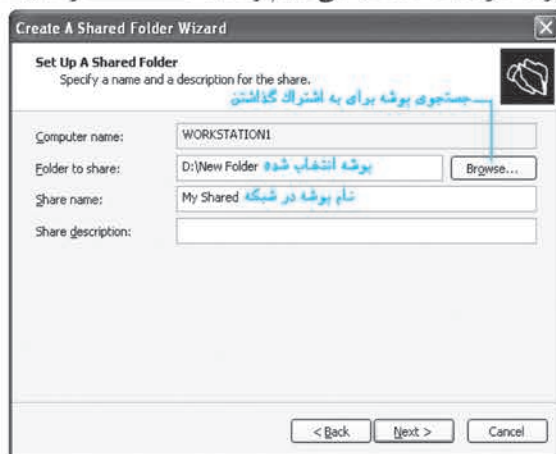 Create A Shared Folder Wizard
Set Up A Shared Folder
Specify a name and a description for the share.
جستجوی پوشه برای به اشتراك گذاشتن
Computer name: WORKSTATION1
Folder to share: D:\New Folder پوشه انتخاب شده Browse...
Share name: My Shared نام پوشه در شبکه
Share description:
< Back Next > Cancel